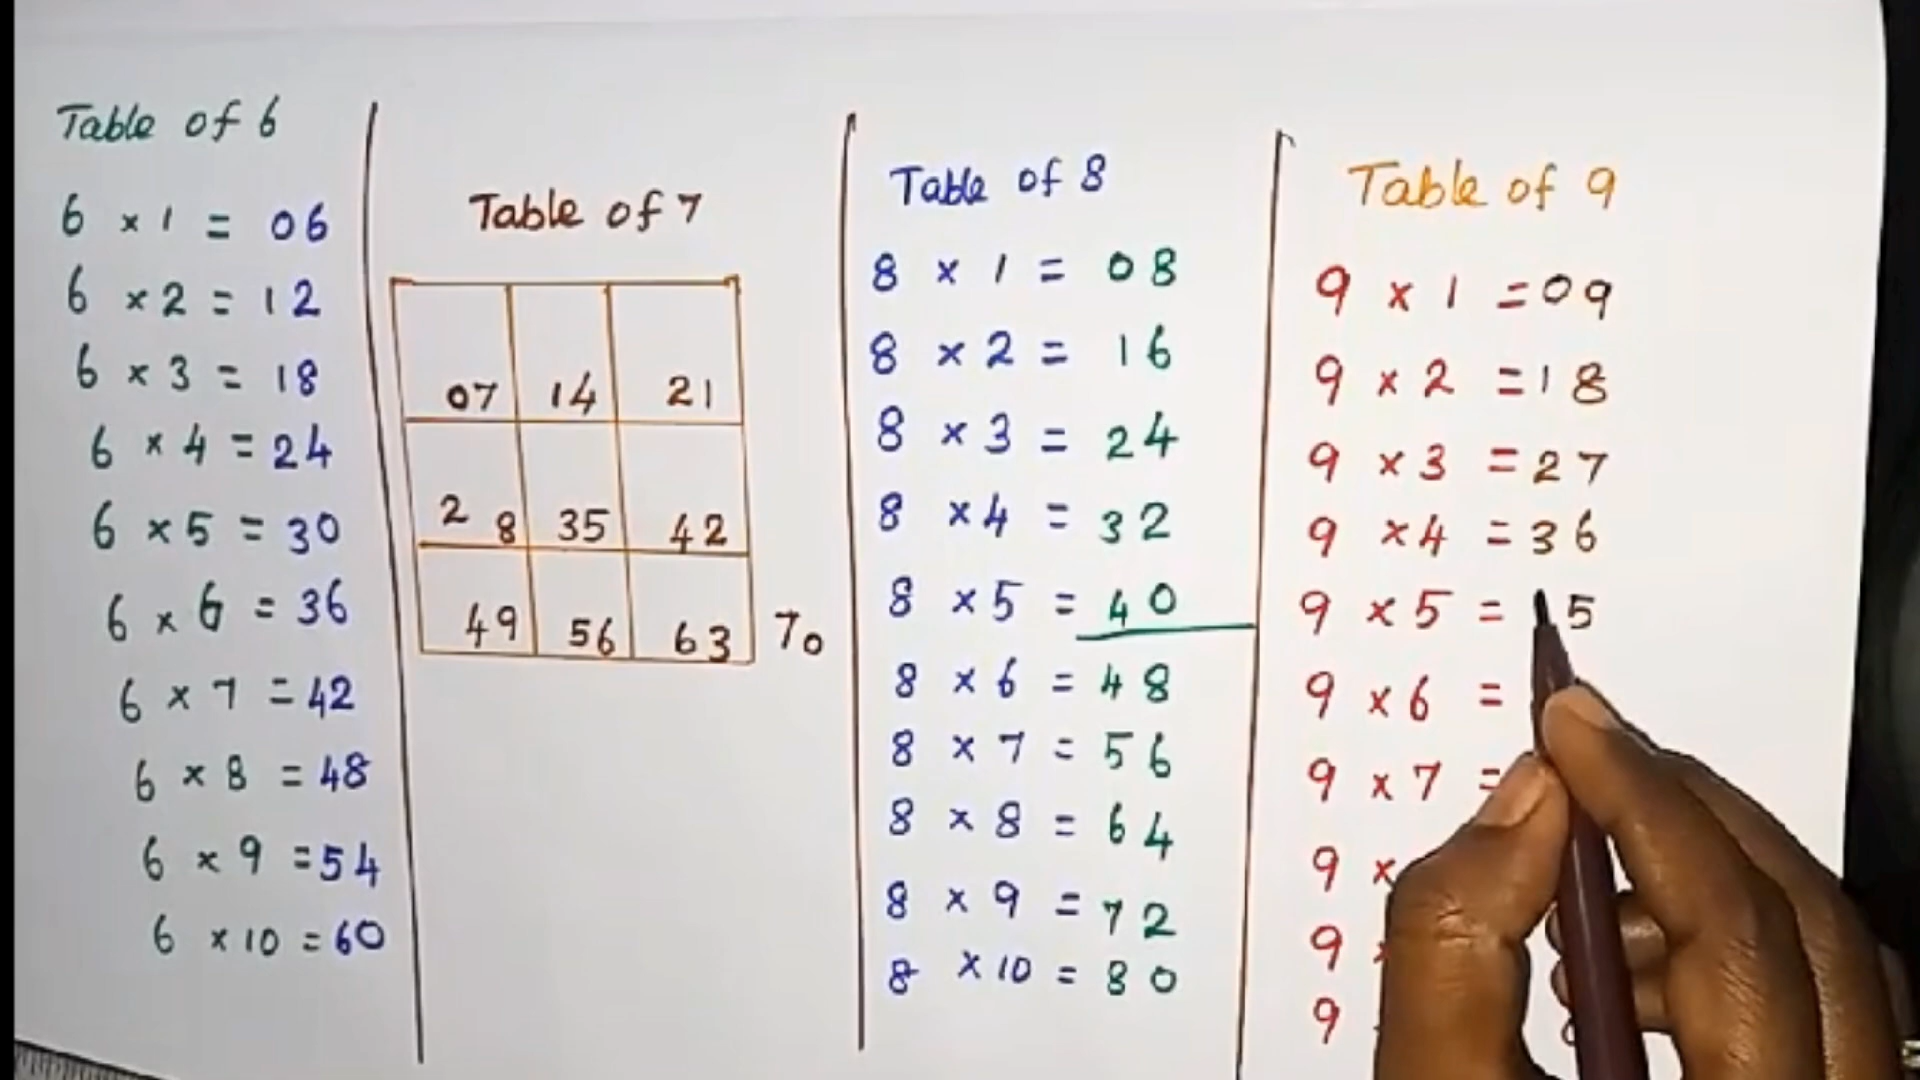 Table of 6
6 × 1 = 06
6 × 2 = 12
6 × 3 = 18
6 × 4 = 24
6 × 5 = 30
6 × 6 = 36
6 × 7 = 42
6 × 8 = 48
6 × 9 = 54
6 × 10 = 60
Table of 7
07 14 21
28 35 42
49 56 63 70
Table of 8
8 × 1 = 08
8 × 2 = 16
8 × 3 = 24
8 × 4 = 32
8 × 5 = 40
8 × 6 = 48
8 × 7 = 56
8 × 8 = 64
8 × 9 = 72
8 × 10 = 80
Table of 9
9 × 1 = 09
9 × 2 = 18
9 × 3 = 27
9 × 4 = 36
9 × 5 = 5
9 × 6 =
9 × 7 =
9 ×
9
9